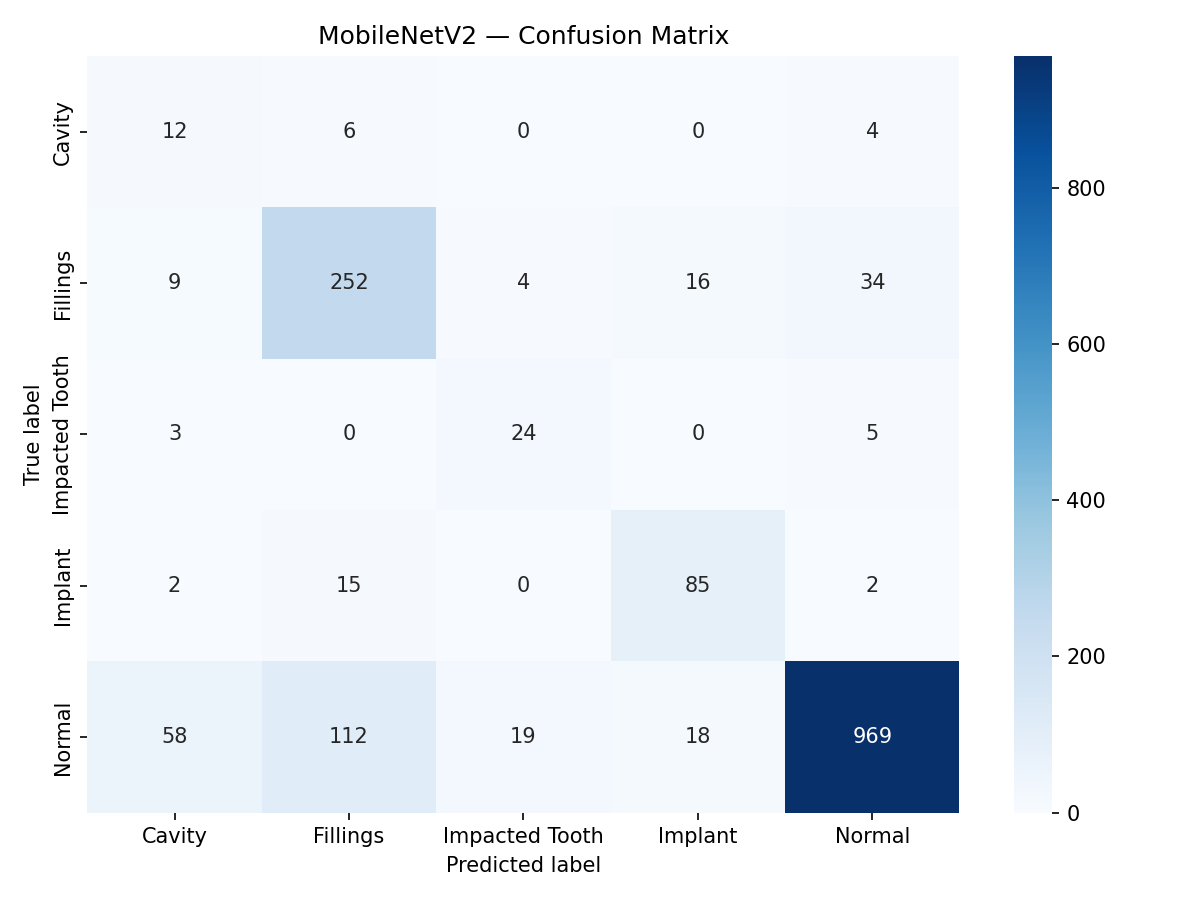 MobileNetV2 — Confusion Matrix
True label
Cavity
12 6 0 0 4
Fillings
9 252 4 16 34
Impacted Tooth
3 0 24 0 5
Implant
2 15 0 85 2
Normal
58 112 19 18 969
Cavity Fillings Impacted Tooth Implant Normal
Predicted label
800
600
400
200
0